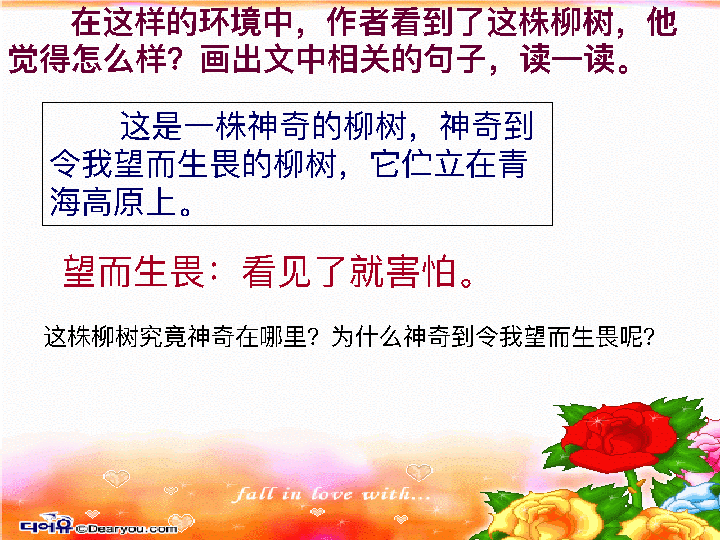 在这样的环境中，作者看到了这株柳树，他
觉得怎么样？画出文中相关的句子，读一读。
这是一株神奇的柳树，神奇到
令我望而生畏的柳树，它伫立在青
海高原上。
望而生畏：看见了就害怕。
这株柳树究竟神奇在哪里？为什么神奇到令我望而生畏呢？
fall in love with...
디어유 ©Dearyou.com